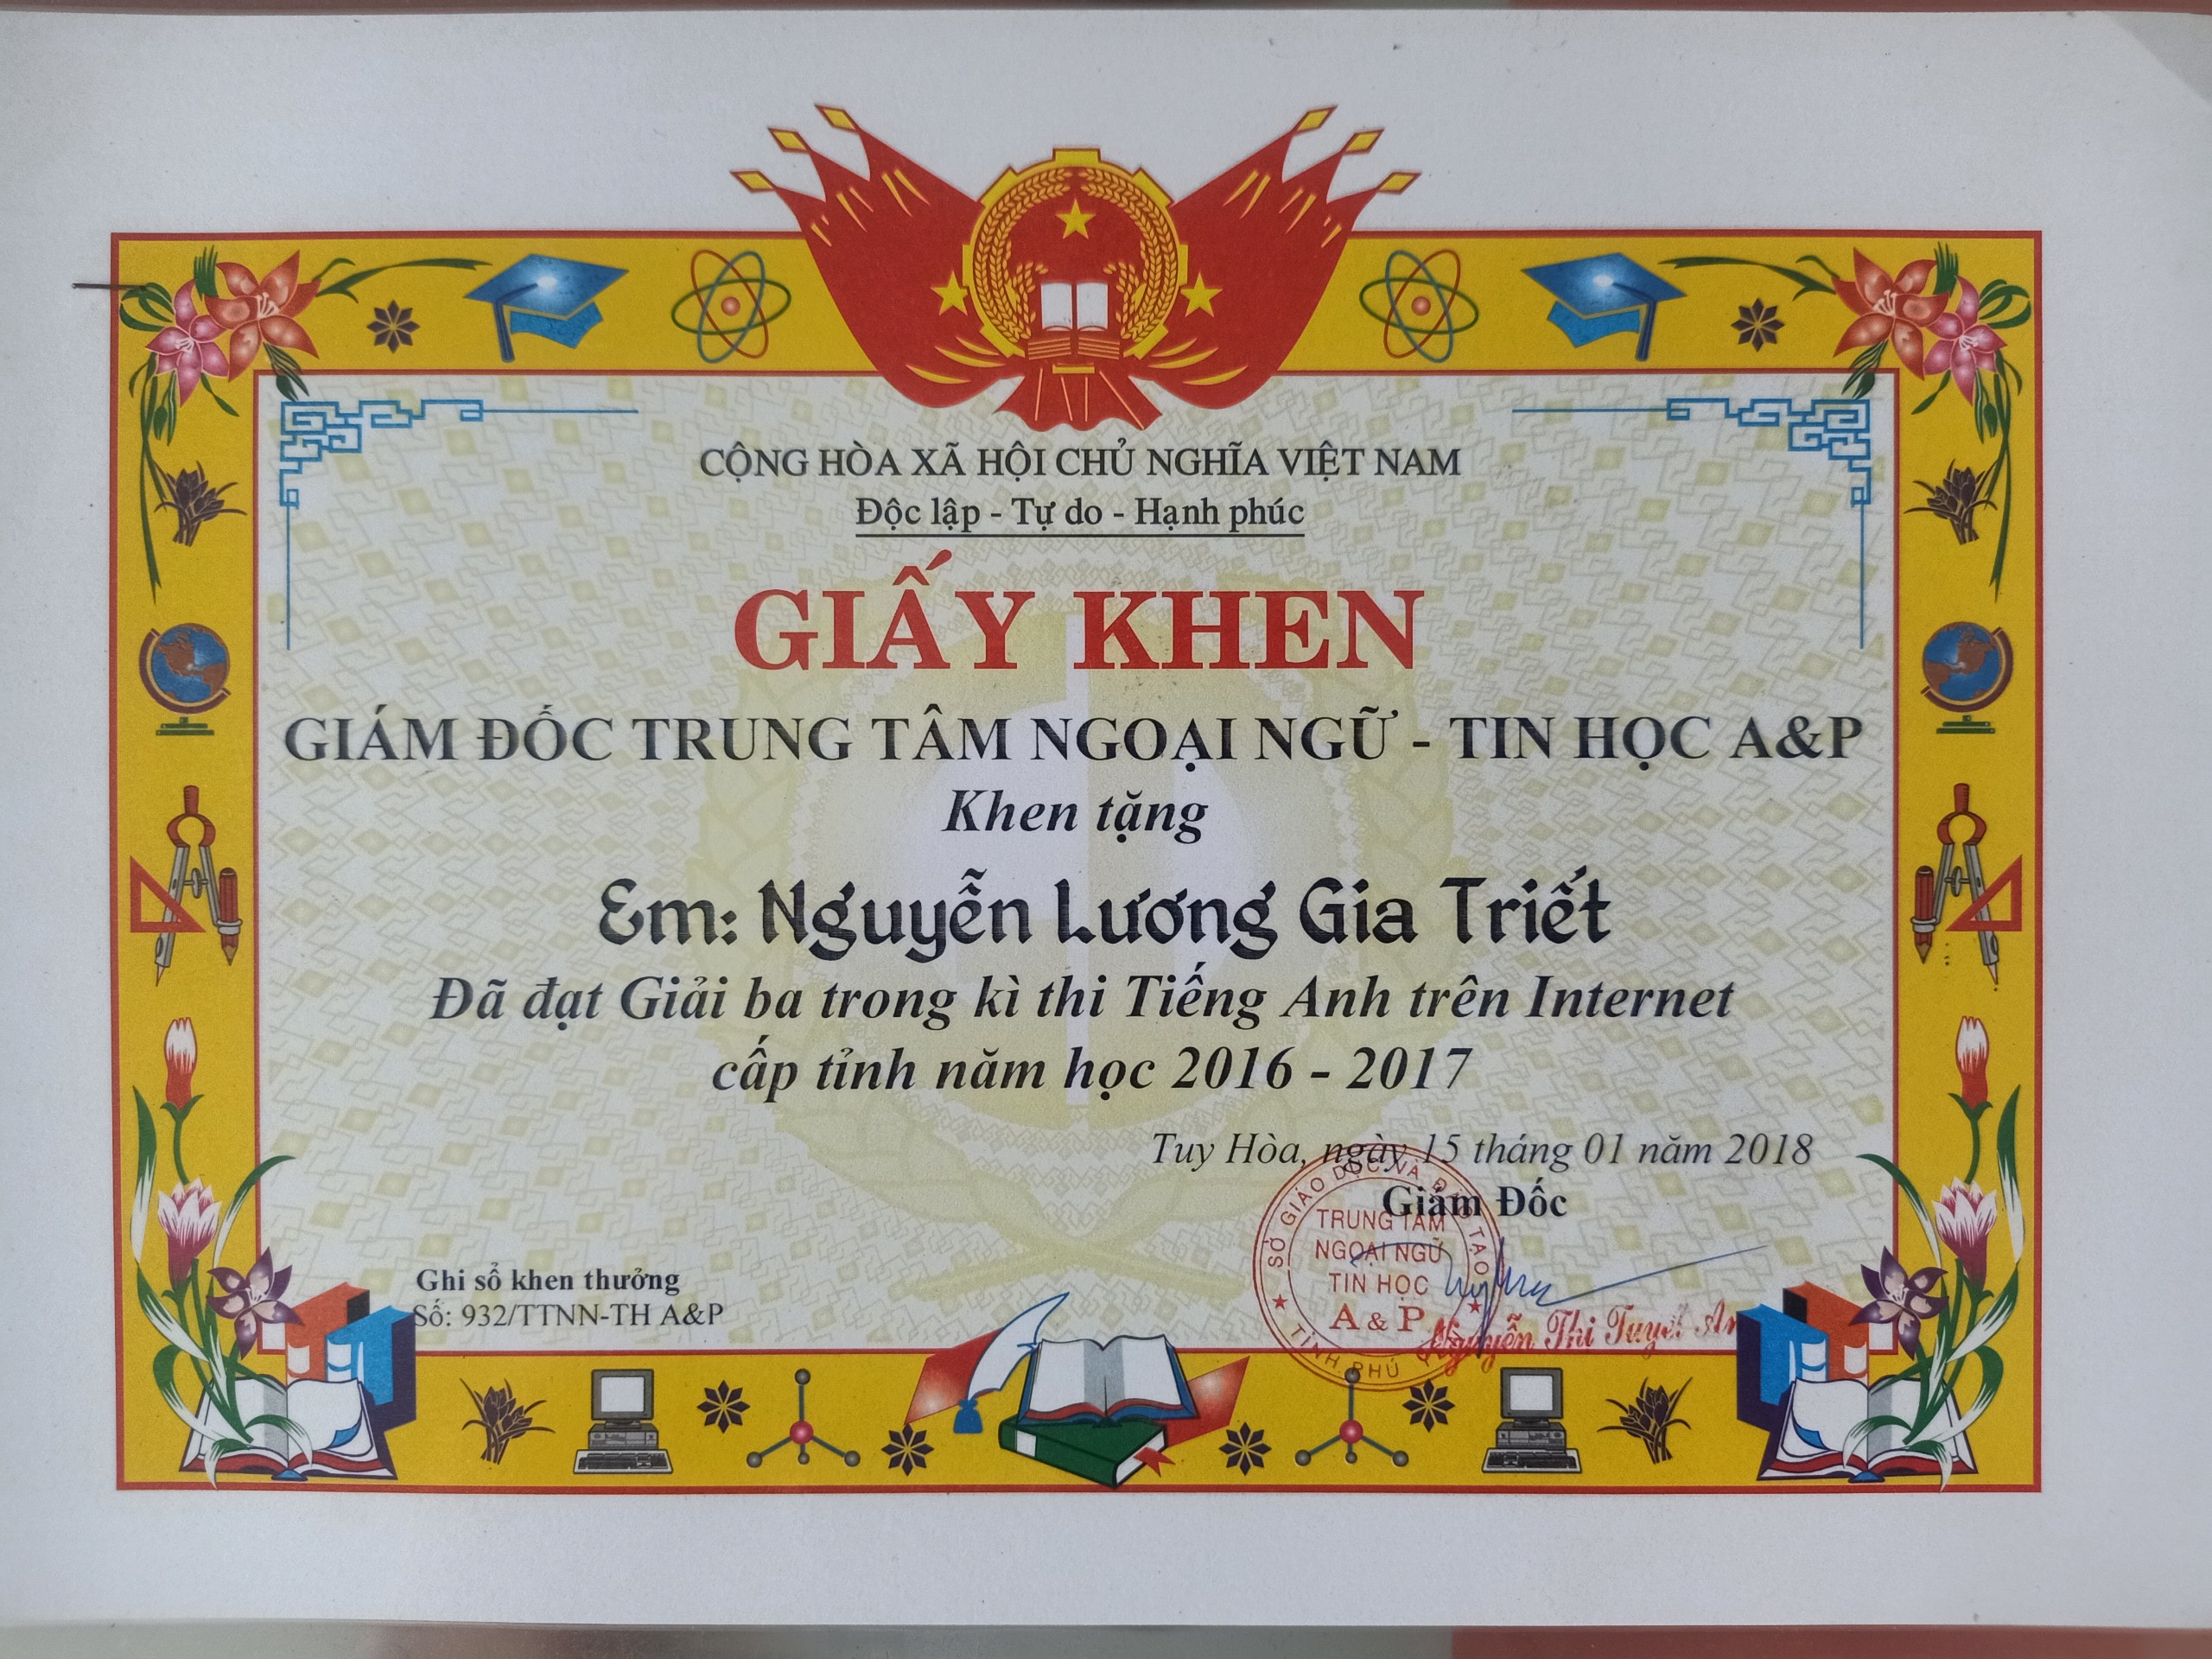 CỘNG HÒA XÃ HỘI CHỦ NGHĨA VIỆT NAM
Độc lập - Tự do - Hạnh phúc
GIẤY KHEN
GIÁM ĐỐC TRUNG TÂM NGOẠI NGỮ - TIN HỌC A&P
Khen tặng
Em: Nguyễn Lương Gia Triết
Đã đạt Giải ba trong kì thi Tiếng Anh trên Internet
cấp tỉnh năm học 2016 - 2017
Tuy Hòa, ngày 15 tháng 01 năm 2018
Giám Đốc
SỞ GIÁO DỤC VÀ ĐÀO TẠO
TRUNG TÂM
NGOẠI NGỮ
TIN HỌC
A & P
TỈNH PHÚ
Nguyễn Thị Tuyết
Ghi sổ khen thưởng
Số: 932/TTNN-TH A&P